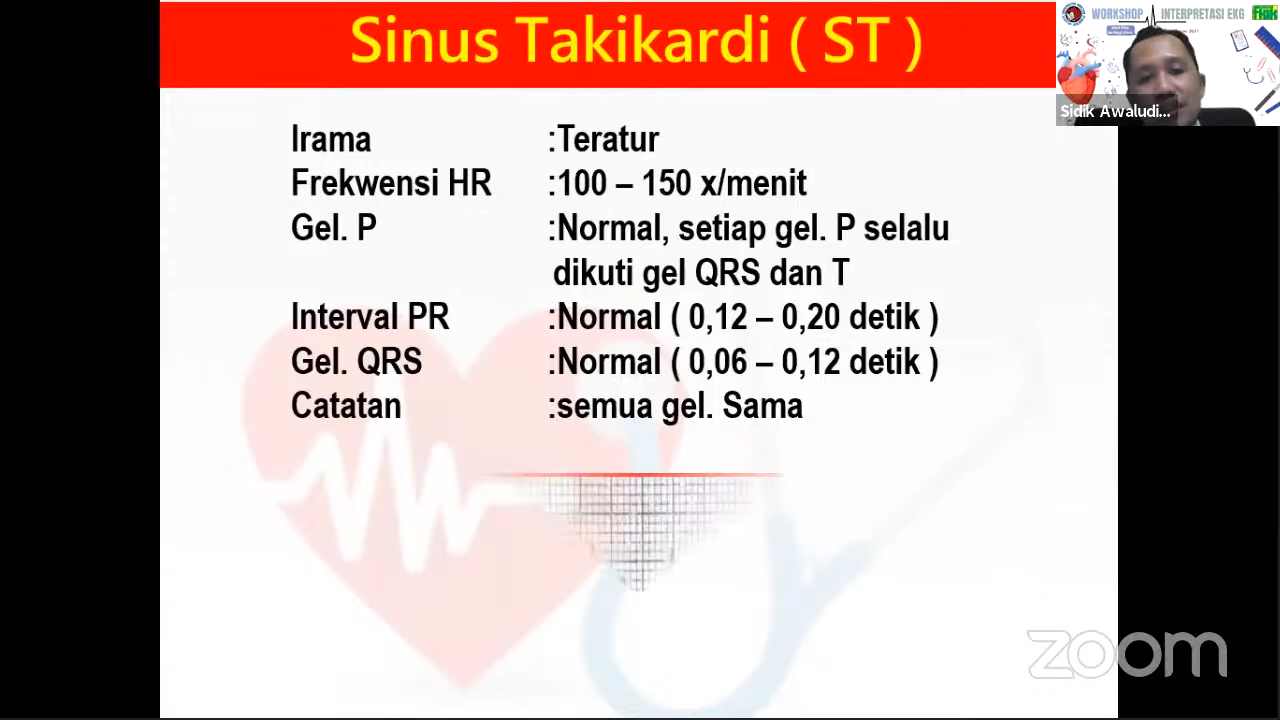 Sinus Takikardi ( ST )
WORKSHOP INTERPRETASI EKG
Sidik Awaludi...
Irama :Teratur
Frekwensi HR :100 – 150 x/menit
Gel. P :Normal, setiap gel. P selalu
dikuti gel QRS dan T
Interval PR :Normal ( 0,12 – 0,20 detik )
Gel. QRS :Normal ( 0,06 – 0,12 detik )
Catatan :semua gel. Sama
zoom